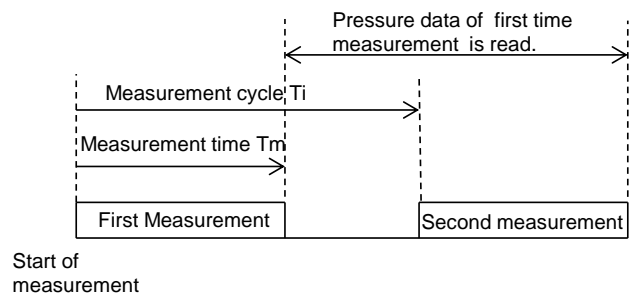 Pressure data of first time
measurement is read.
Measurement cycle Ti
Measurement time Tm
First Measurement
Second measurement
Start of
measurement